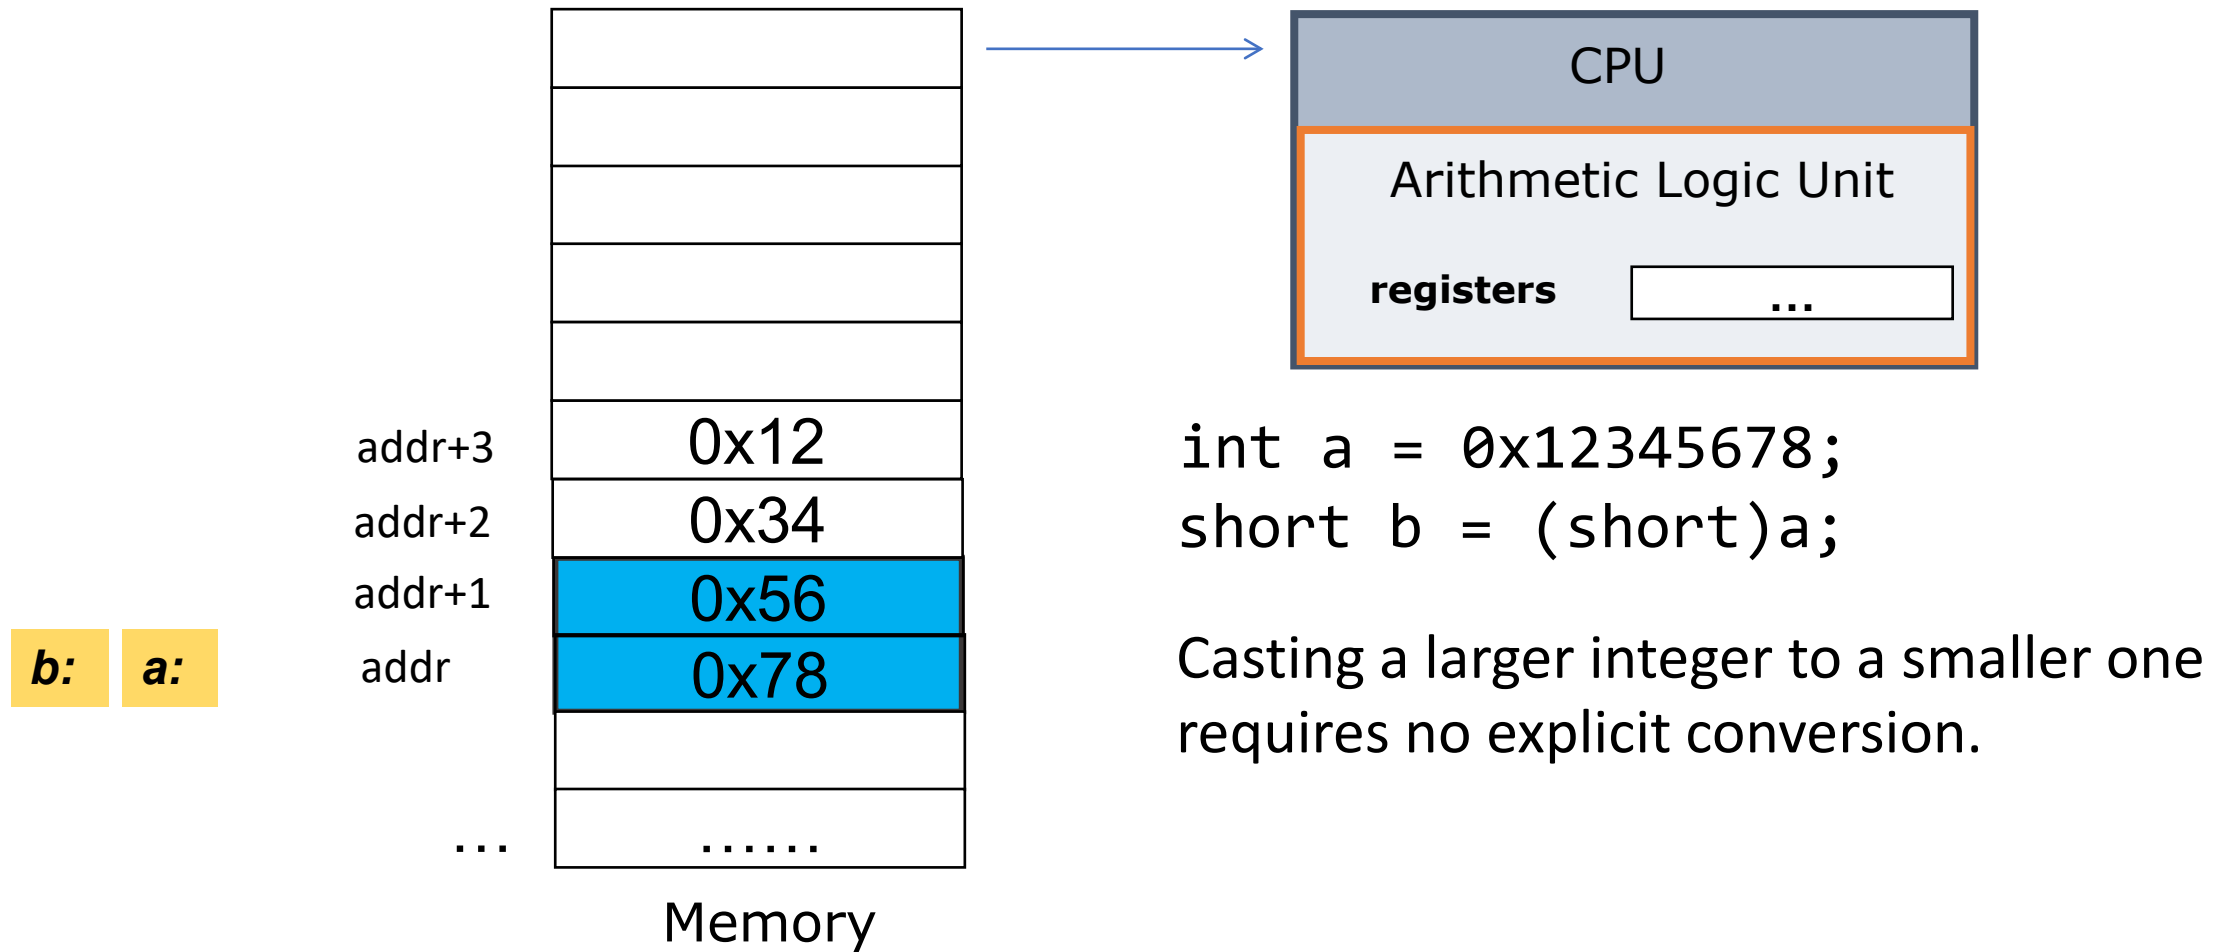 CPU
Arithmetic Logic Unit
registers ...
addr+3 0x12
addr+2 0x34
addr+1 0x56
b: a: addr 0x78
... ......
Memory
int a = 0x12345678;
short b = (short)a;
Casting a larger integer to a smaller one
requires no explicit conversion.